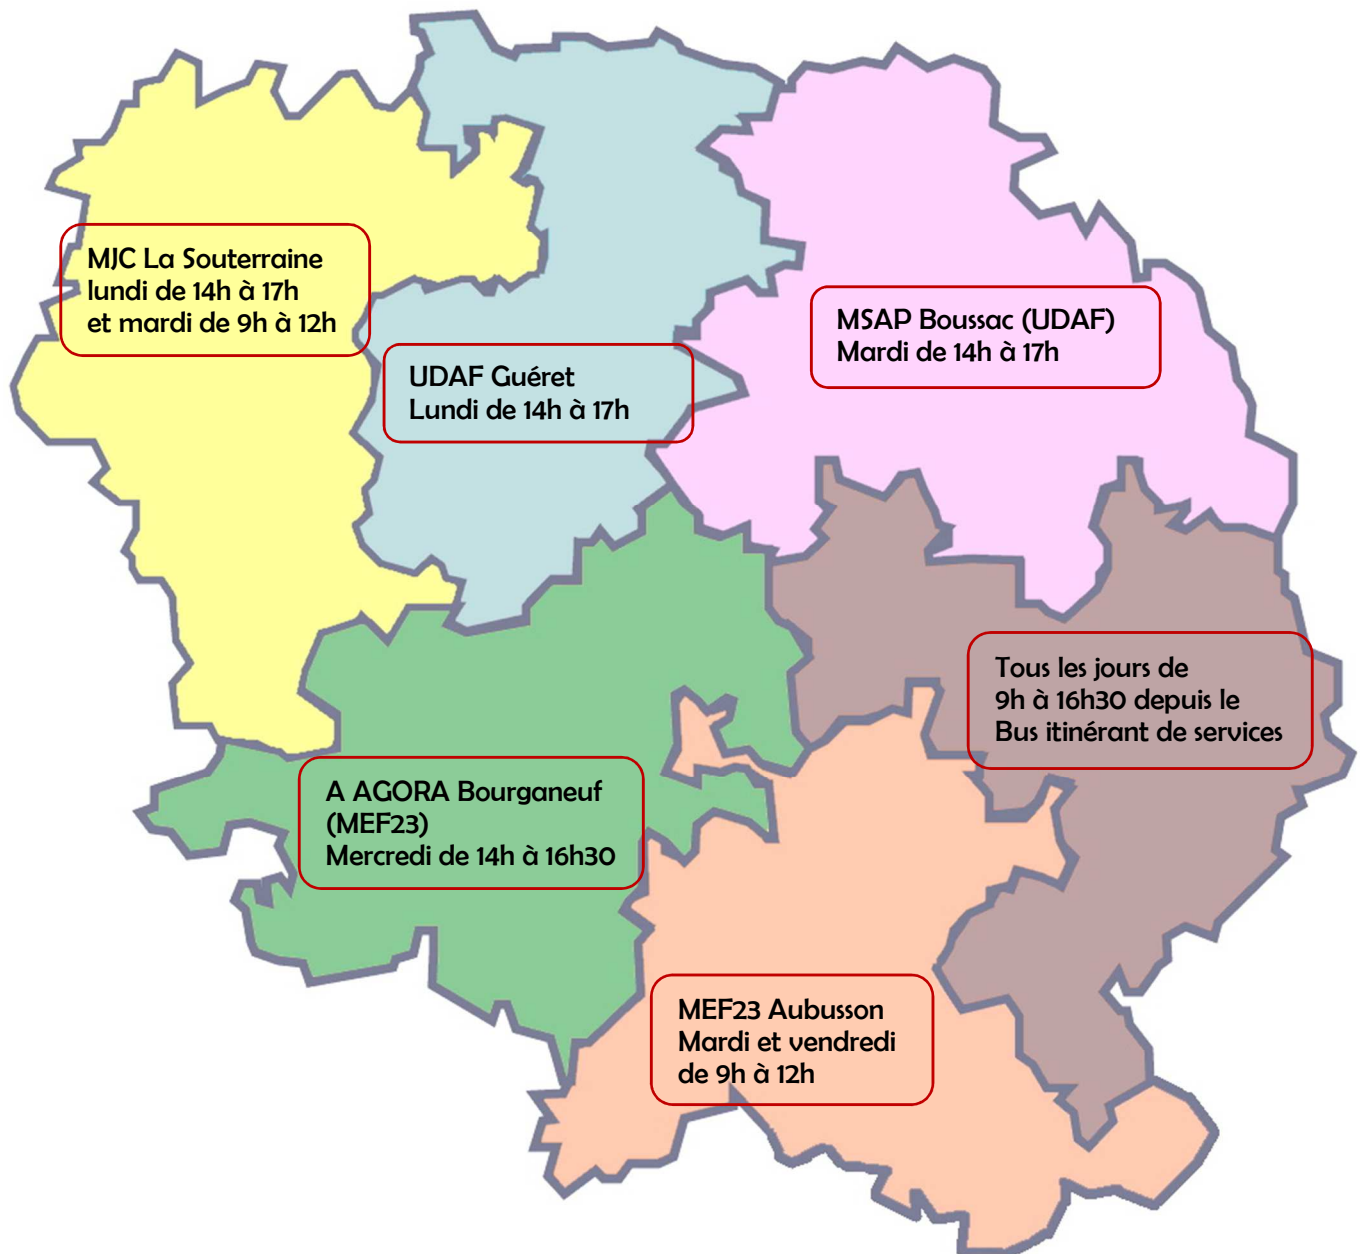 MJC La Souterraine
lundi de 14h à 17h
et mardi de 9h à 12h
UDAF Guéret
Lundi de 14h à 17h
MSAP Boussac (UDAF)
Mardi de 14h à 17h
Tous les jours de
9h à 16h30 depuis le
Bus itinérant de services
A AGORA Bourganeuf
(MEF23)
Mercredi de 14h à 16h30
MEF23 Aubusson
Mardi et vendredi
de 9h à 12h